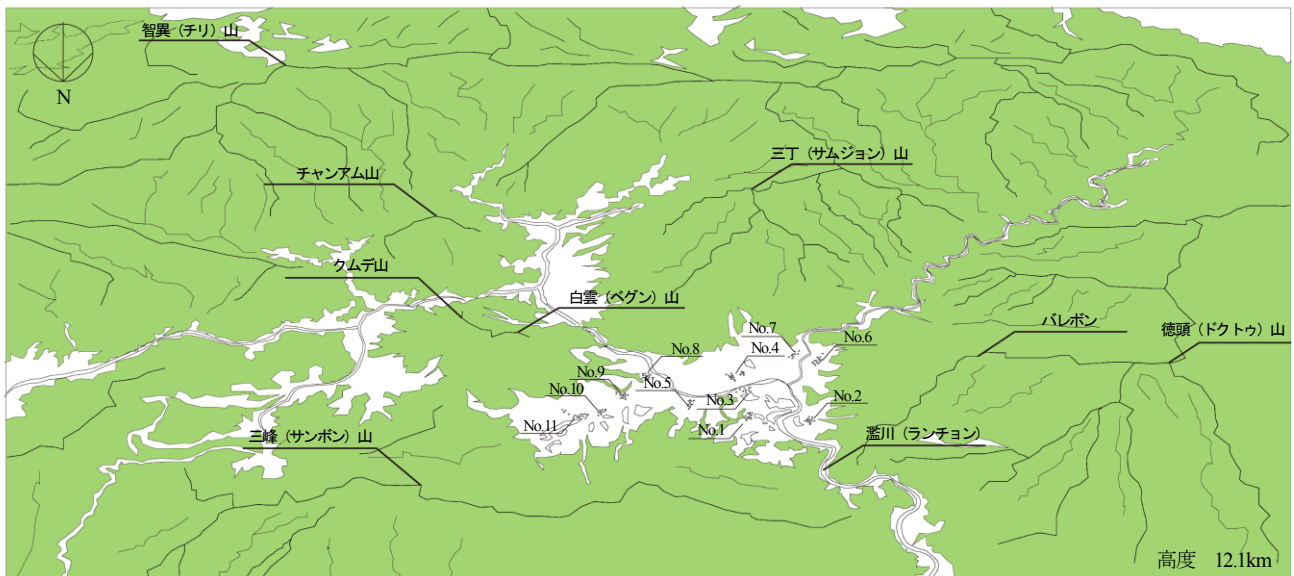 智異（チリ）山
N
三丁（サムジョン）山
チャンアム山
クムデ山
白雲（ベグン）山
バレボン
徳頭（ドクトゥ）山
No.7
No.6
No.8
No.4
No.9
No.5
No.10
No.3
No.2
No.11
No.1
濫川（ランチョン）
三峰（サンボン）山
高度 12.1km